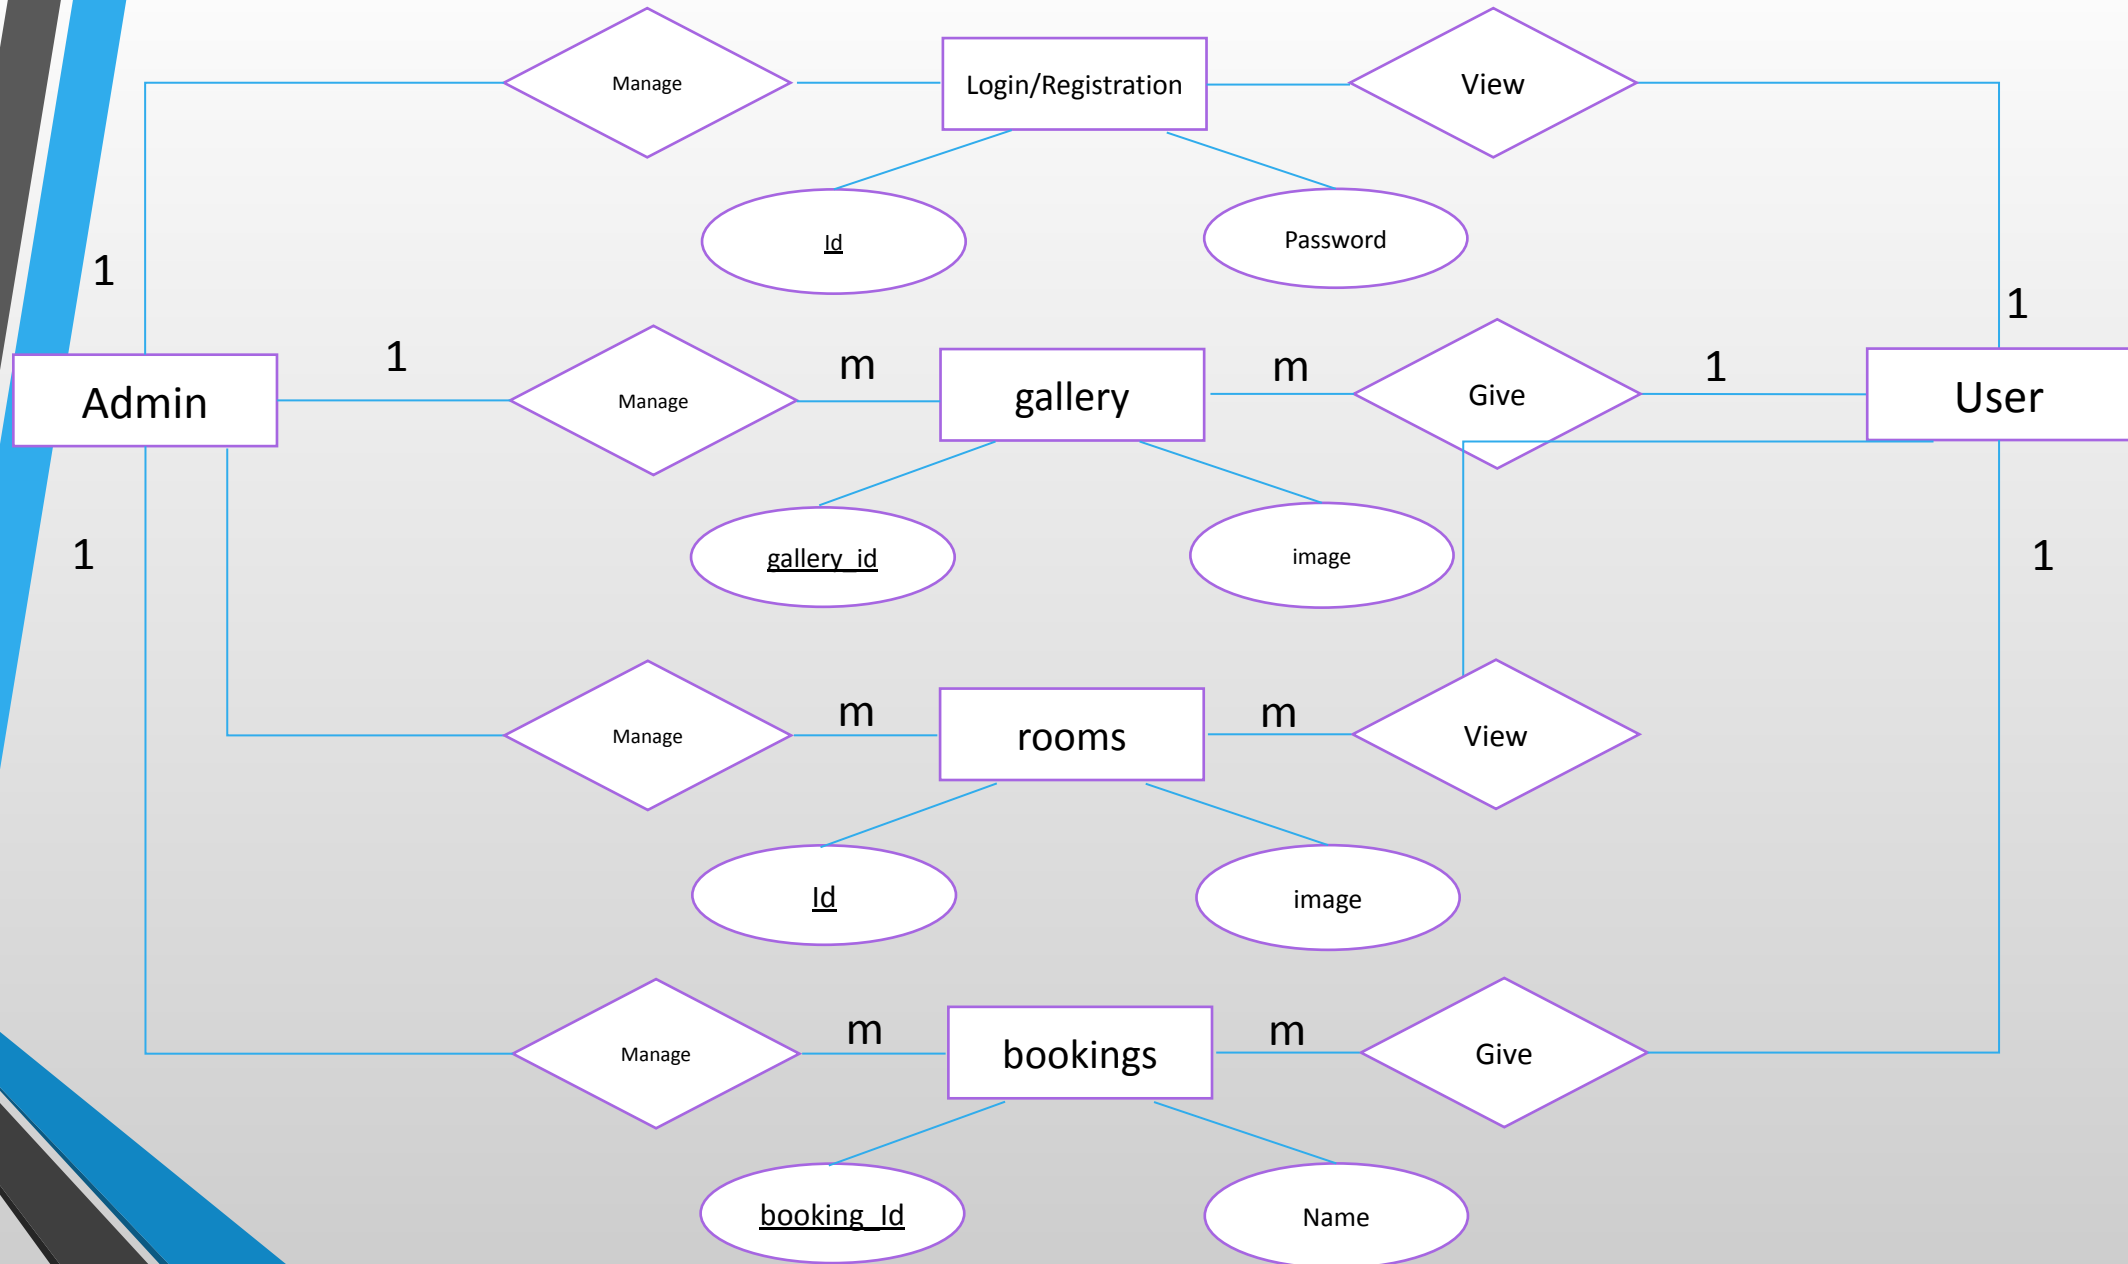 Manage
Login/Registration
View
Id
Password
1
1
Admin
1
Manage
m
gallery
m
Give
1
User
1
gallery_id
image
1
Manage
m
rooms
m
View
Id
image
Manage
m
bookings
m
Give
booking_Id
Name